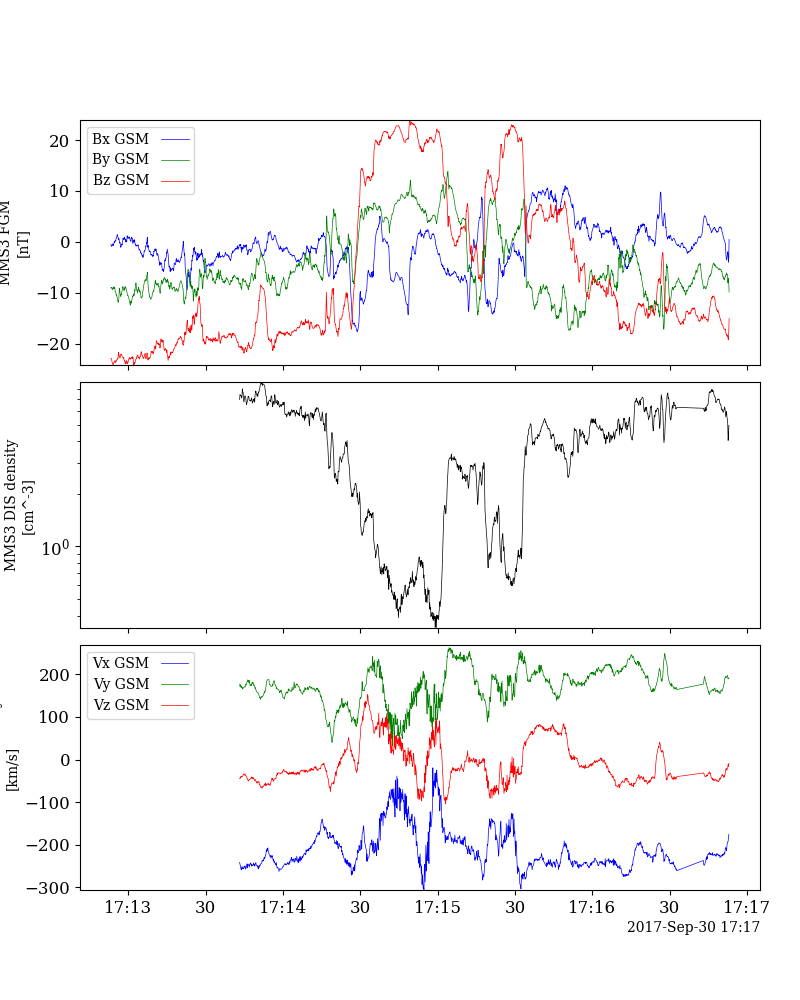 MMS3 FGM
[nT]
20
10
0
−10
−20
Bx GSM
By GSM
Bz GSM
MMS3 DIS density
[cm^-3]
10^0
[km/s]
200
100
0
−100
−200
−300
Vx GSM
Vy GSM
Vz GSM
17:13 30 17:14 30 17:15 30 17:16 30 17:17
2017-Sep-30 17:17